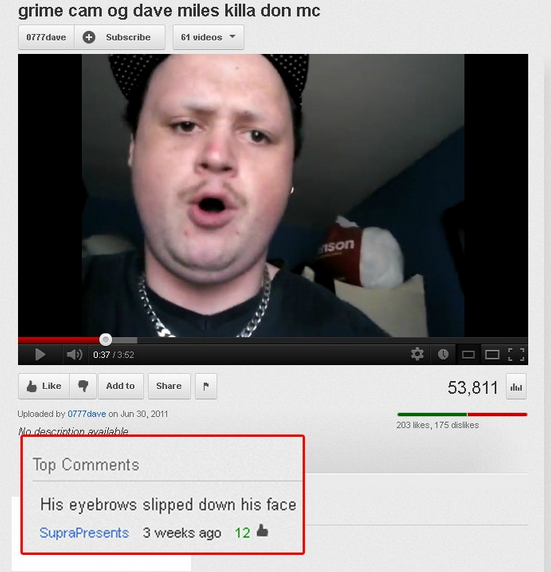 grime cam og dave miles killa don mc
0777dave Subscribe 61 videos
nson
0:37 / 3:52
Like Add to Share
53,811
Uploaded by 0777dave on Jun 30, 2011
203 likes, 175 dislikes
No description available.
Top Comments
His eyebrows slipped down his face
SupraPresents 3 weeks ago 12